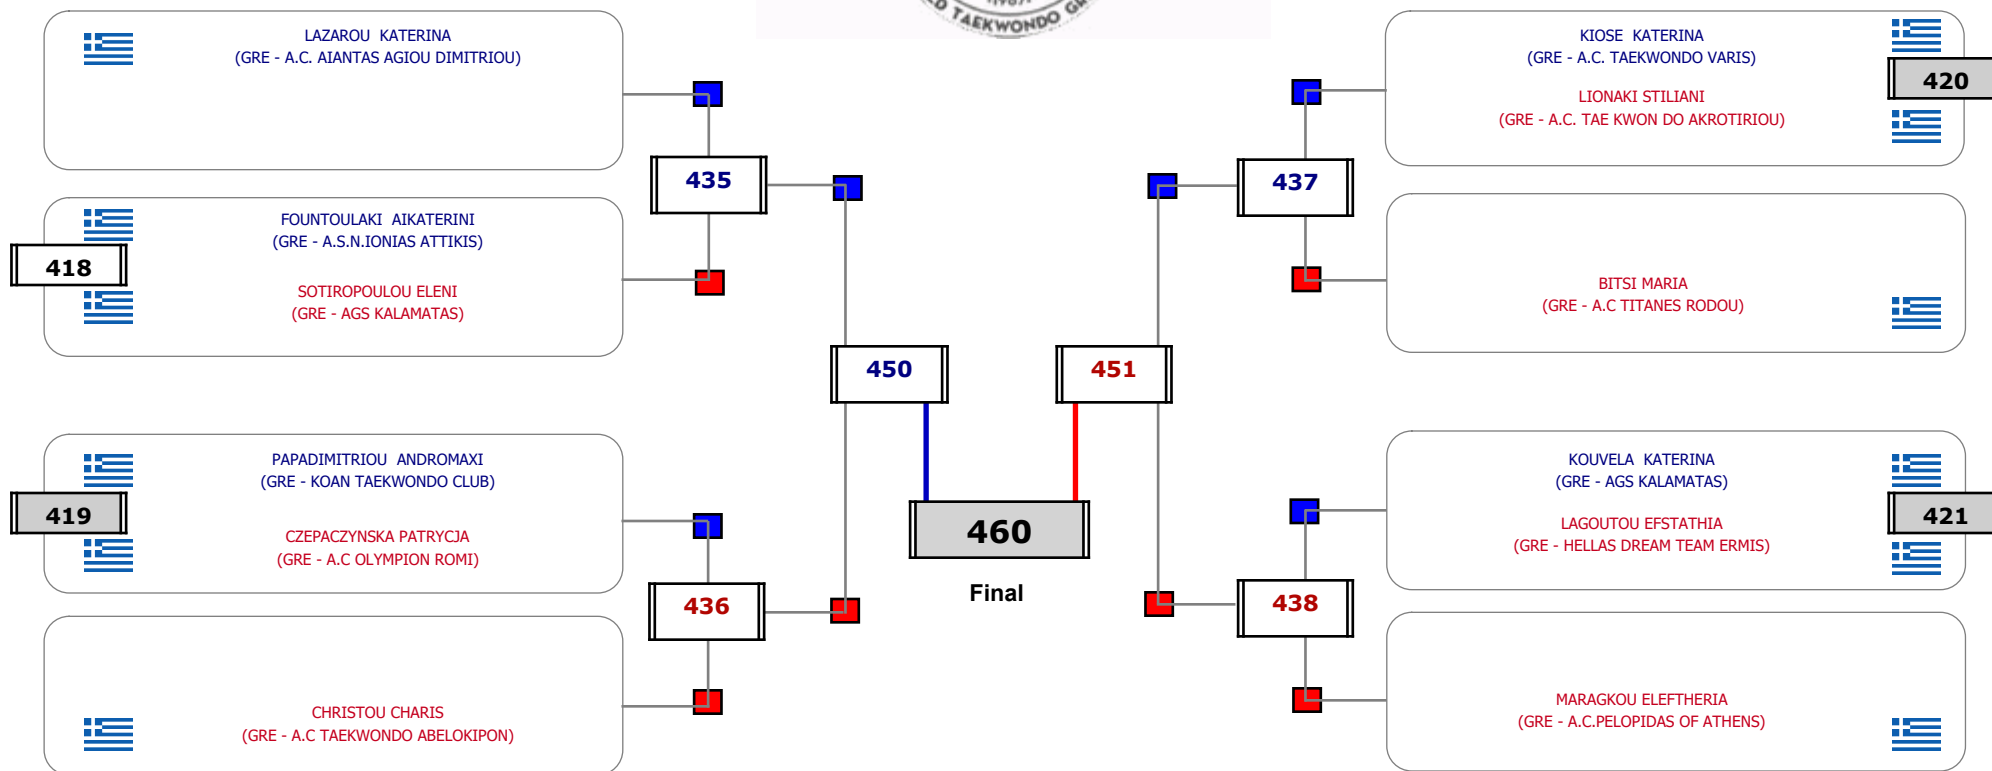 TAEKWONDO
LAZAROU KATERINA
(GRE - A.C. AIANTAS AGIOU DIMITRIOU)
418
FOUNTOULAKI AIKATERINI
(GRE - A.S.N.IONIAS ATTIKIS)
SOTIROPOULOU ELENI
(GRE - AGS KALAMATAS)
419
PAPADIMITRIOU ANDROMAXI
(GRE - KOAN TAEKWONDO CLUB)
CZEPACZYNSKA PATRYCJA
(GRE - A.C OLYMPION ROMI)
CHRISTOU CHARIS
(GRE - A.C TAEKWONDO ABELOKIPON)
435
436
450
460
Final
451
437
438
KIOSE KATERINA
(GRE - A.C. TAEKWONDO VARIS)
420
LIONAKI STILIANI
(GRE - A.C. TAE KWON DO AKROTIRIOU)
BITSI MARIA
(GRE - A.C TITANES RODOU)
KOUVELA KATERINA
(GRE - AGS KALAMATAS)
421
LAGOUTOU EFSTATHIA
(GRE - HELLAS DREAM TEAM ERMIS)
MARAGKOU ELEFTHERIA
(GRE - A.C.PELOPIDAS OF ATHENS)